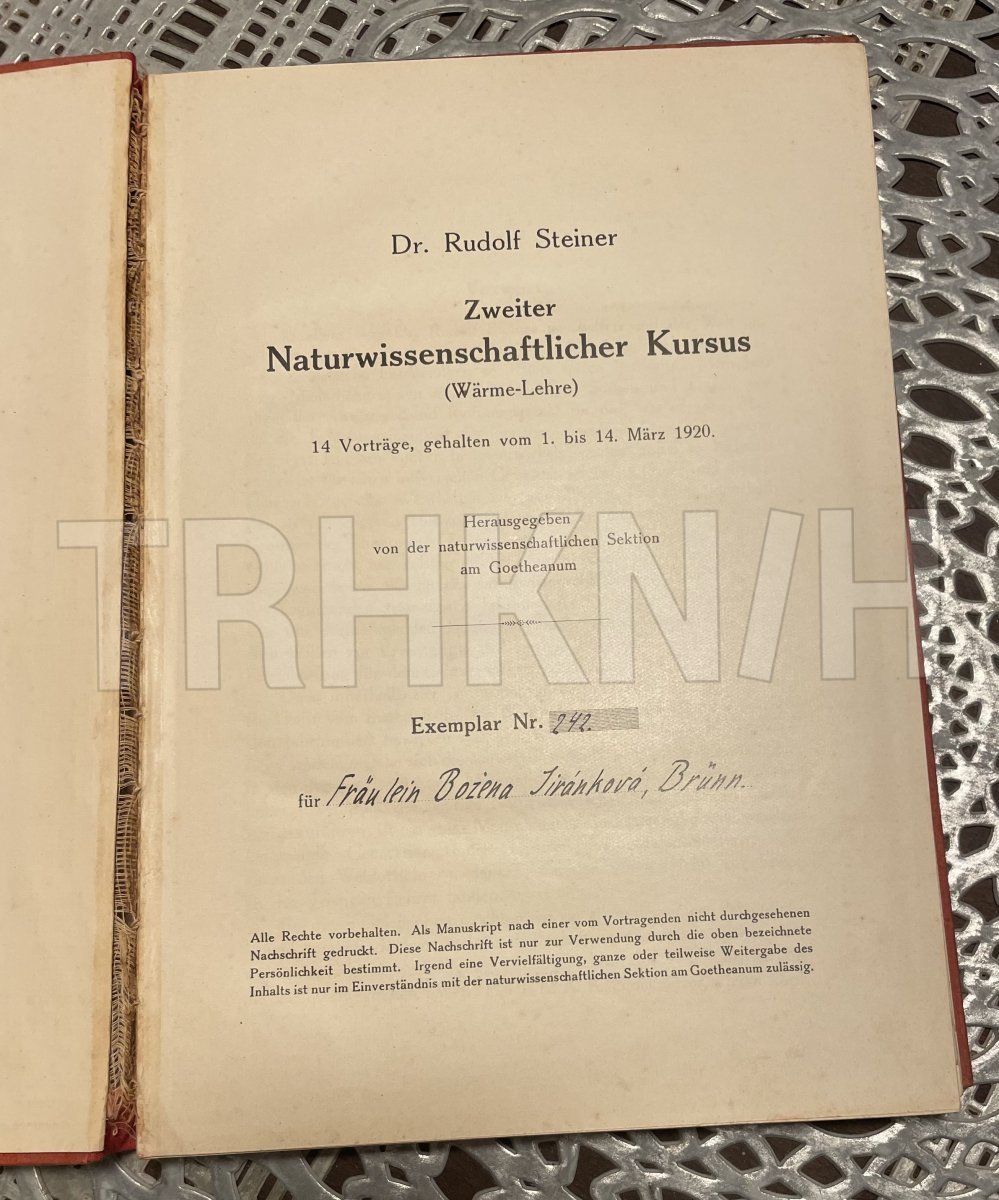 Dr. Rudolf Steiner
Zweiter
Naturwissenschaftlicher Kursus
(Wärme-Lehre)
14 Vorträge, gehalten vom 1. bis 14. März 1920.
Herausgegeben
von der naturwissenschaftlichen Sektion
am Goetheanum
TRHKN/H
Exemplar Nr. 242.
für Fräulein Božena Jiránková, Brünn.
Alle Rechte vorbehalten. Als Manuskript nach einer vom Vortragenden nicht durchgesehenen
Nachschrift gedruckt. Diese Nachschrift ist nur zur Verwendung durch die oben bezeichnete
Persönlichkeit bestimmt. Irgend eine Vervielfältigung, ganze oder teilweise Weitergabe des
Inhalts ist nur im Einverständnis mit der naturwissenschaftlichen Sektion am Goetheanum zulässig.